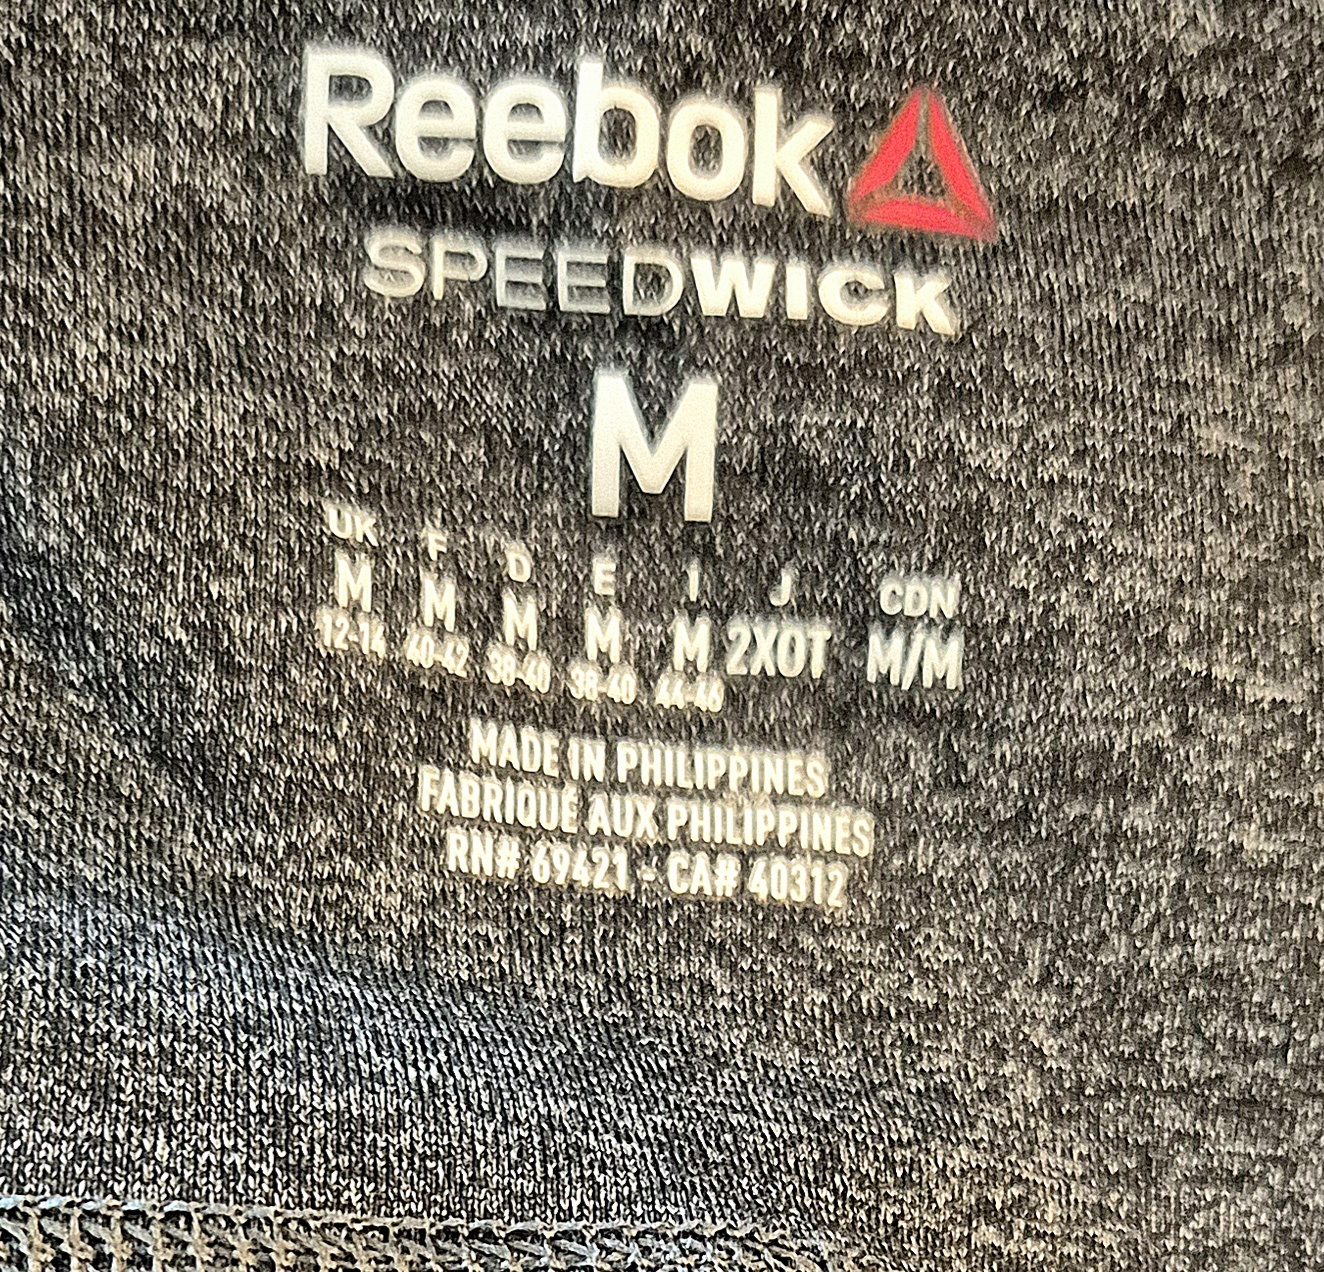 Reebok
SPEEDWICK
M
UK F D E I J CDN
M M M M M 2XOT M/M
12-14 40-42 38-40 38-40 44-46
MADE IN PHILIPPINES
FABRIQUÉ AUX PHILIPPINES
RN# 69421 - CA# 40312